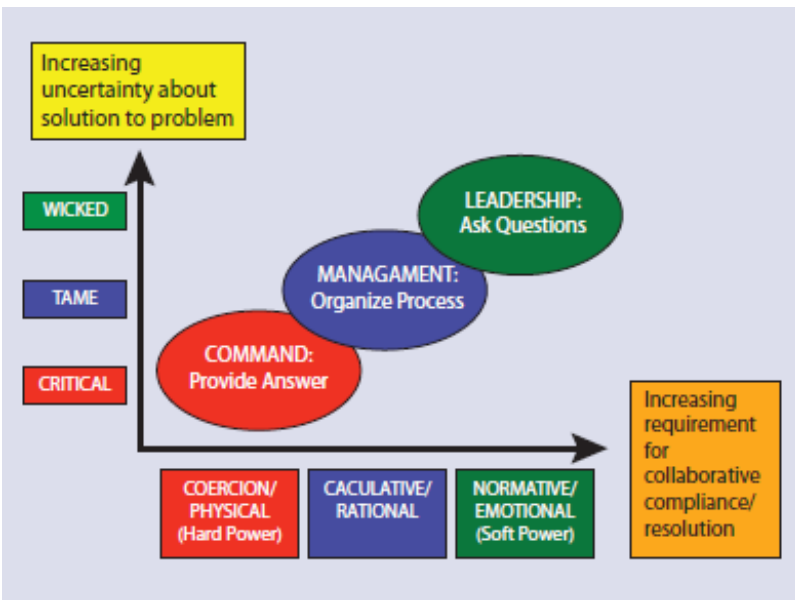 Increasing
uncertainty about
solution to problem
WICKED
TAME
CRITICAL
LEADERSHIP:
Ask Questions
MANAGAMENT:
Organize Process
COMMAND:
Provide Answer
COERCION/
PHYSICAL
(Hard Power)
CACULATIVE/
RATIONAL
NORMATIVE/
EMOTIONAL
(Soft Power)
Increasing
requirement
for
collaborative
compliance/
resolution